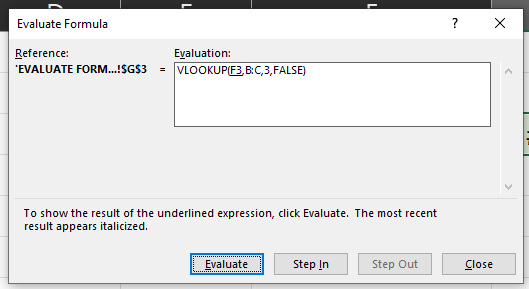 Evaluate Formula
Reference:
Evaluation:
'EVALUATE FORM...!$G$3 =
VLOOKUP(F3,B:C,3,FALSE)
To show the result of the underlined expression, click Evaluate. The most recent
result appears italicized.
Evaluate
Step In
Step Out
Close